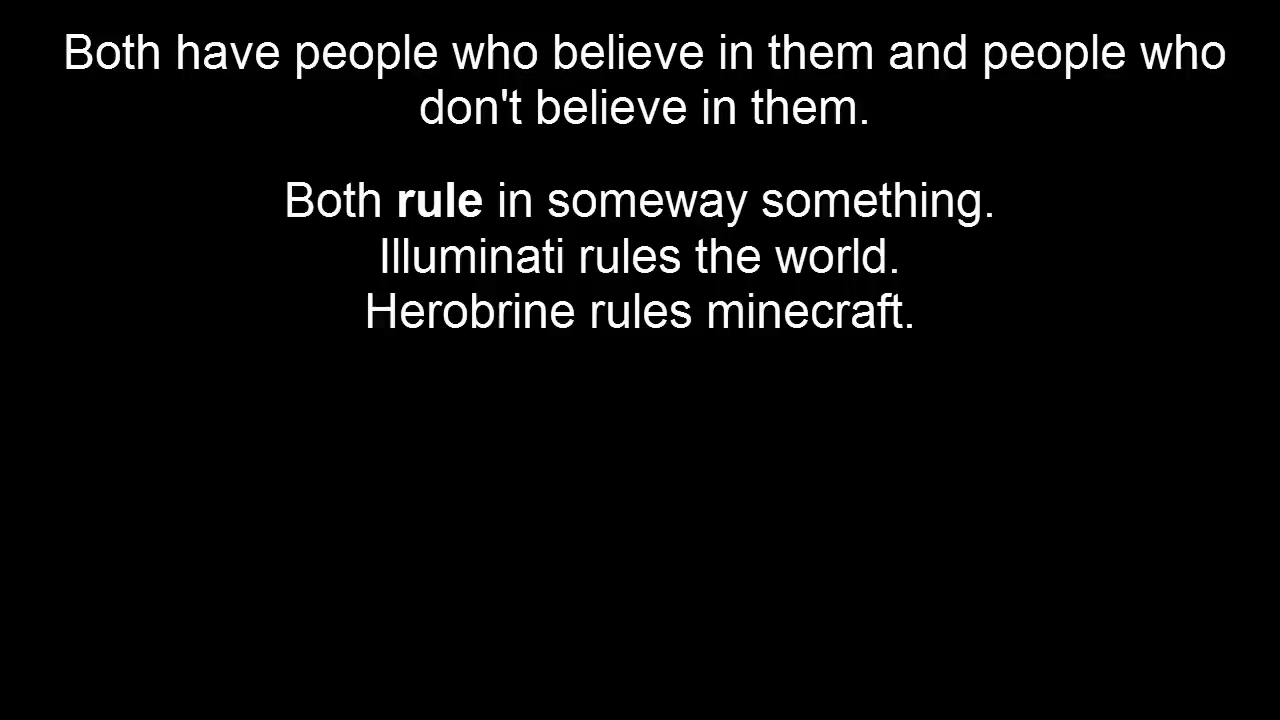 Both have people who believe in them and people who
don't believe in them.
Both rule in someway something.
Illuminati rules the world.
Herobrine rules minecraft.